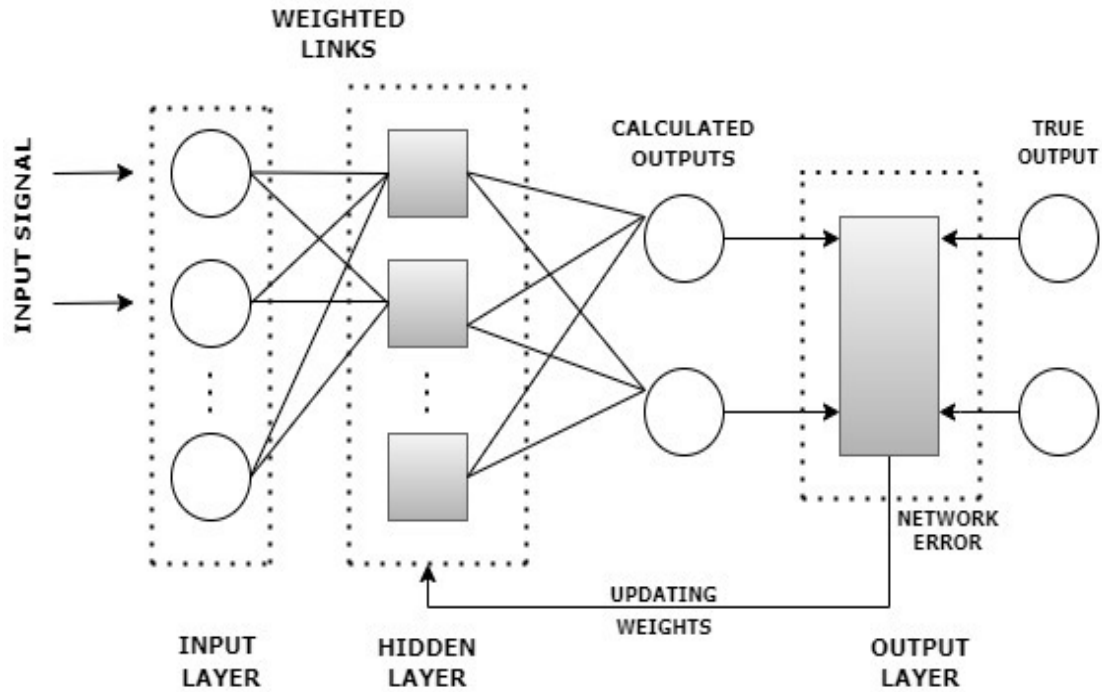 WEIGHTED
LINKS
INPUT SIGNAL
CALCULATED
OUTPUTS
TRUE
OUTPUT
NETWORK
ERROR
UPDATING
WEIGHTS
INPUT
LAYER
HIDDEN
LAYER
OUTPUT
LAYER